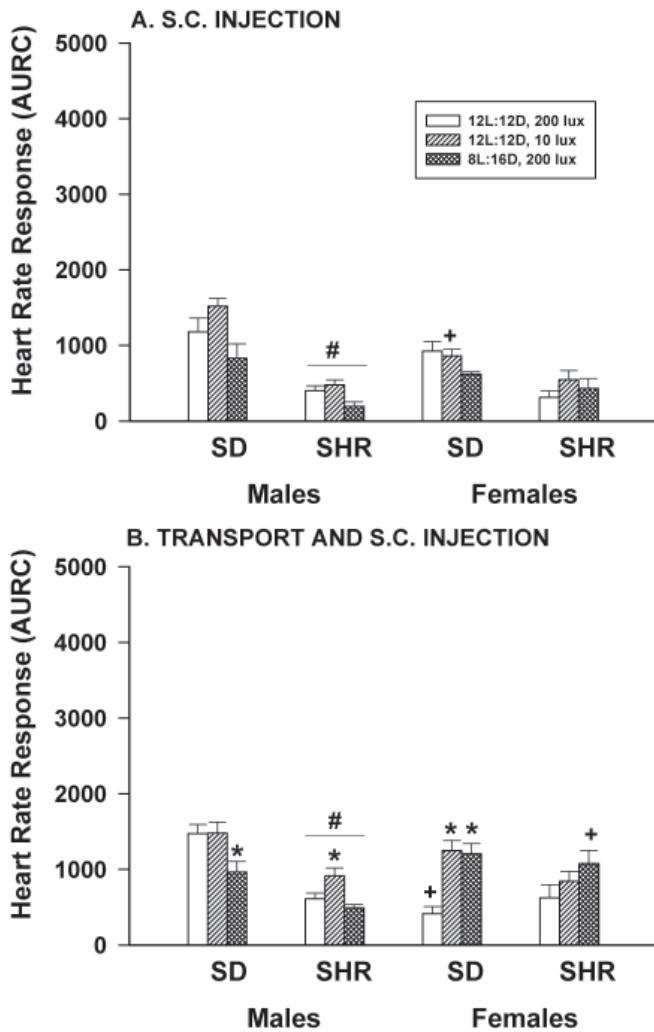 A. S.C. INJECTION
Heart Rate Response (AURC)
5000
4000
3000
2000
1000
0
12L:12D, 200 lux
12L:12D, 10 lux
8L:16D, 200 lux
#
+
SD SHR SD SHR
Males Females
B. TRANSPORT AND S.C. INJECTION
Heart Rate Response (AURC)
5000
4000
3000
2000
1000
0
*
#
*
+
* *
+
SD SHR SD SHR
Males Females